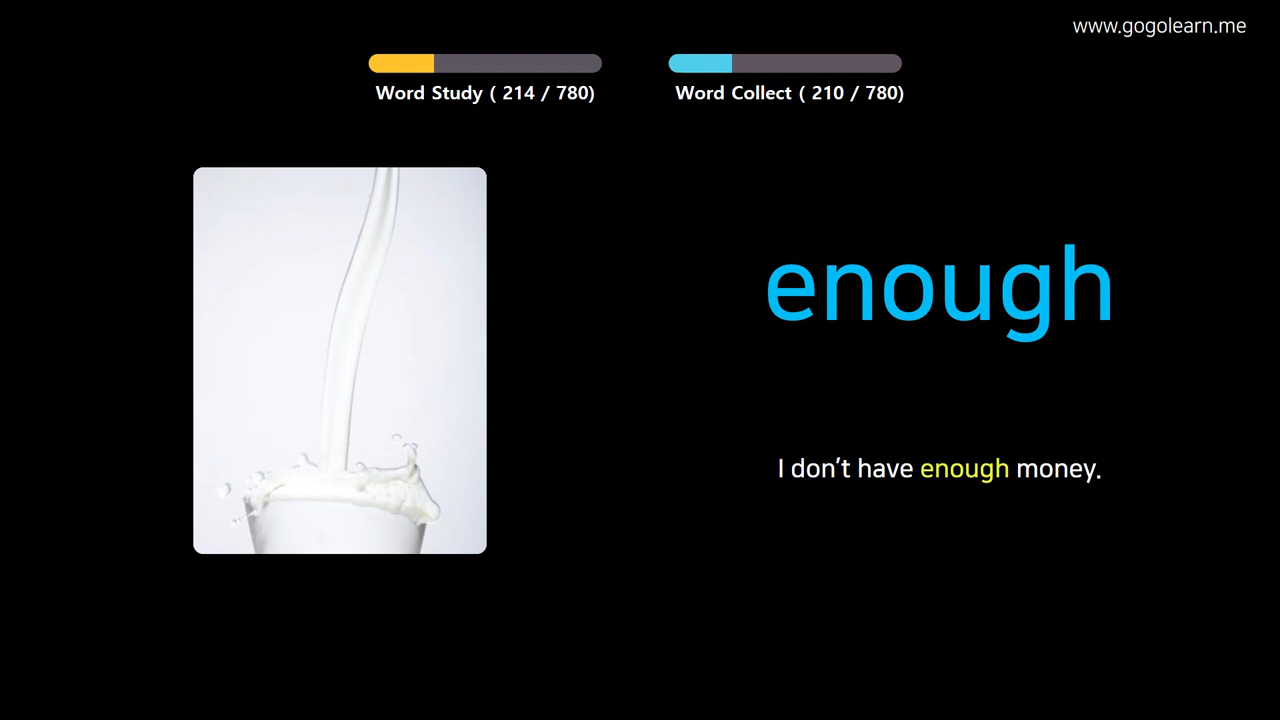 www.gogolearn.me
Word Study ( 214 / 780)
Word Collect ( 210 / 780)
enough
I don’t have enough money.